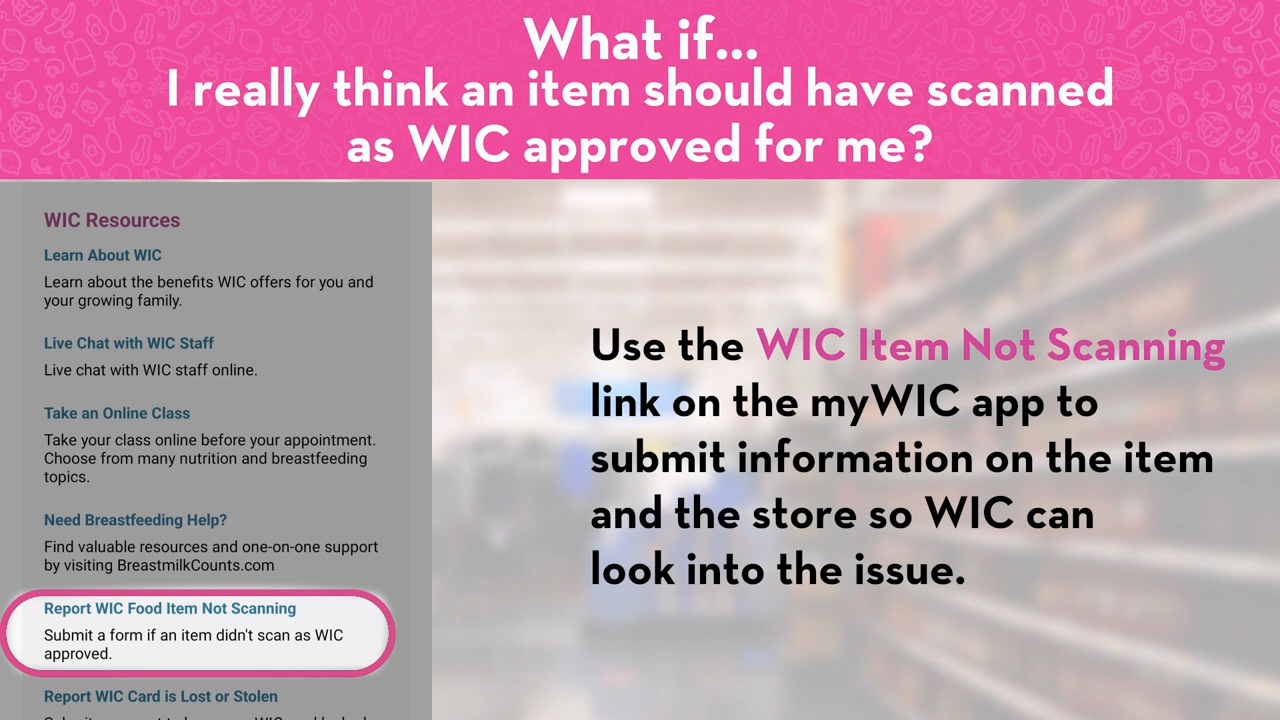 What if...
I really think an item should have scanned
as WIC approved for me?
WIC Resources
Learn About WIC
Learn about the benefits WIC offers for you and
your growing family.
Live Chat with WIC Staff
Live chat with WIC staff online.
Take an Online Class
Take your class online before your appointment.
Choose from many nutrition and breastfeeding
topics.
Need Breastfeeding Help?
Find valuable resources and one-on-one support
by visiting BreastmilkCounts.com
Report WIC Food Item Not Scanning
Submit a form if an item didn't scan as WIC
approved.
Report WIC Card is Lost or Stolen
Use the WIC Item Not Scanning
link on the myWIC app to
submit information on the item
and the store so WIC can
look into the issue.